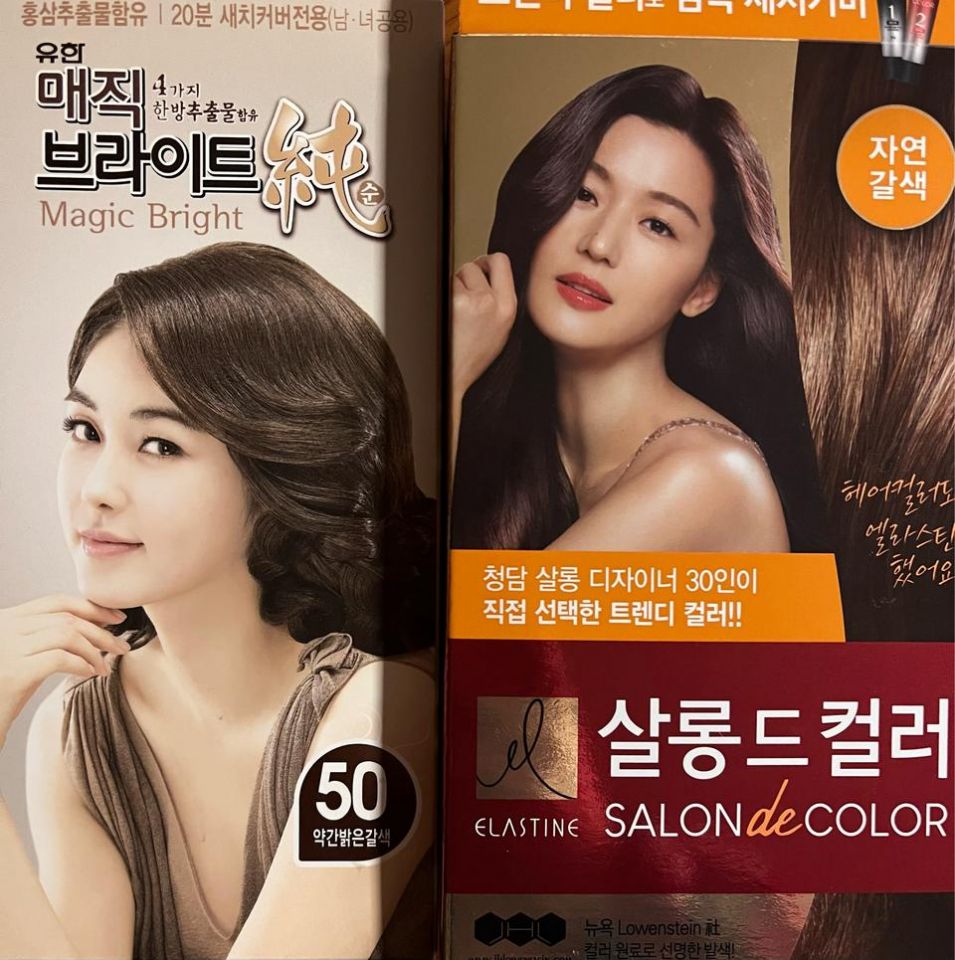 홍삼추출물함유 | 20분 새치커버전용(남·녀공용)
유한
매직
4가지
한방추출물함유
브라이트 純
순
Magic Bright
50
약간밝은갈색
1
2
자연
갈색
헤어컬러도
엘라스틴
했어요
청담 살롱 디자이너 30인이
직접 선택한 트렌디 컬러!!
el
살롱드컬러
ELASTINE
SALON de COLOR
뉴욕 Lowenstein 社
컬러 원료로 선명한 발색!